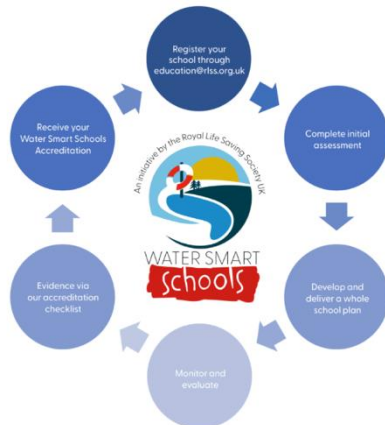 Register your
school through
education@rlss.org.uk
Complete initial
assessment
Develop and
deliver a whole
school plan
Monitor and
evaluate
Evidence via
our accreditation
checklist
Receive your
Water Smart Schools
Accreditation
An initiative by the Royal Life Saving Society UK
WATER SMART
schools